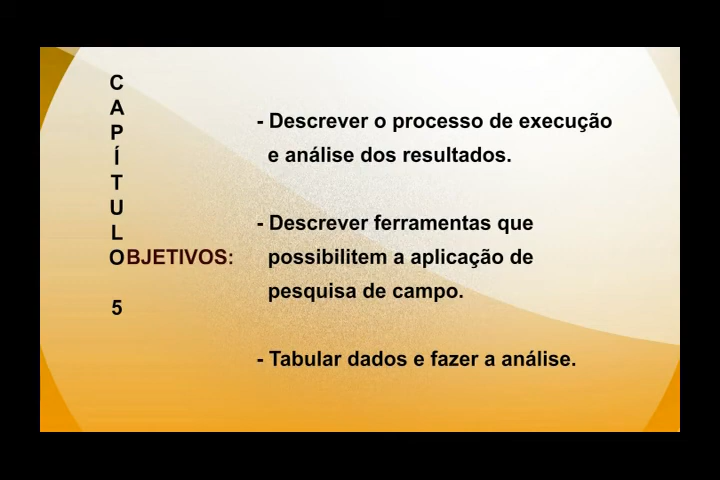 CAPÍTULO
5
OBJETIVOS:
- Descrever o processo de execução
e análise dos resultados.
- Descrever ferramentas que
possibilitem a aplicação de
pesquisa de campo.
- Tabular dados e fazer a análise.